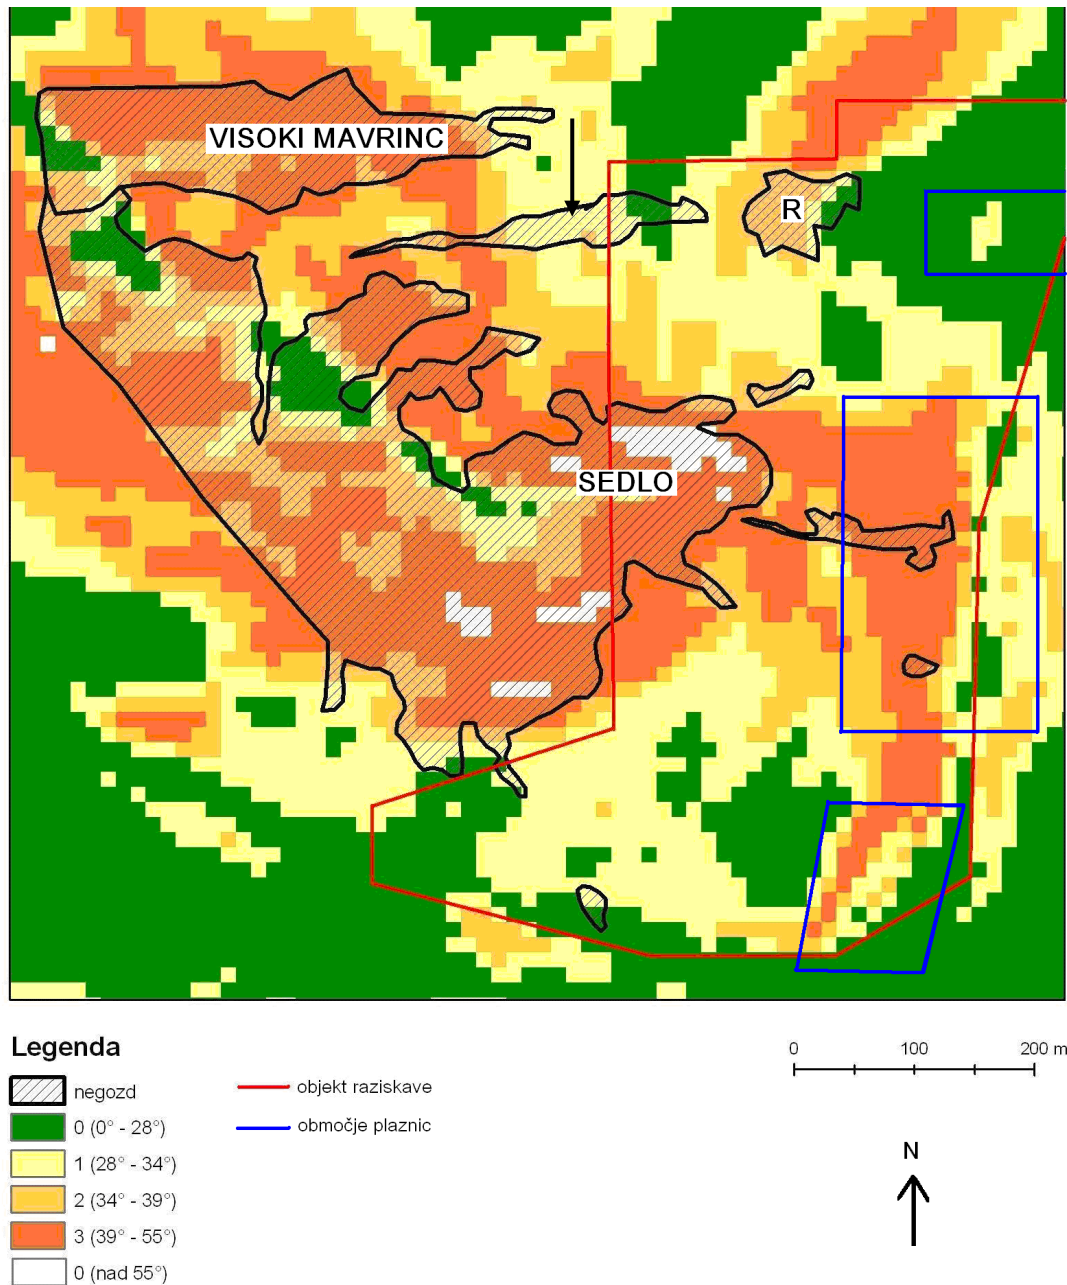 VISOKI MAVRINC
R
SEDLO
Legenda
negozd
0 (0° - 28°)
1 (28° - 34°)
2 (34° - 39°)
3 (39° - 55°)
0 (nad 55°)
objekt raziskave
območje plaznic
0 100 200 m
N